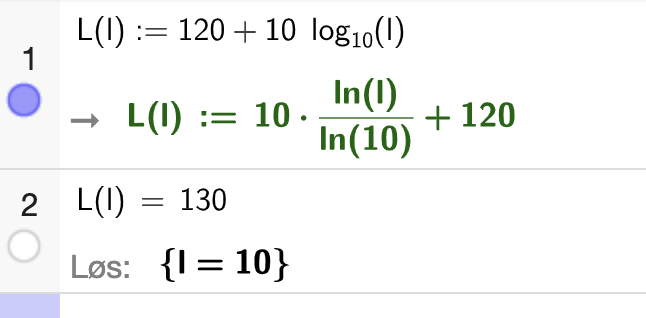 L(I) := 120 + 10 log₁₀(I)
1
→ L(I) := 10 · ln(I)/ln(10) + 120
2
L(I) = 130
Løs: {I = 10}